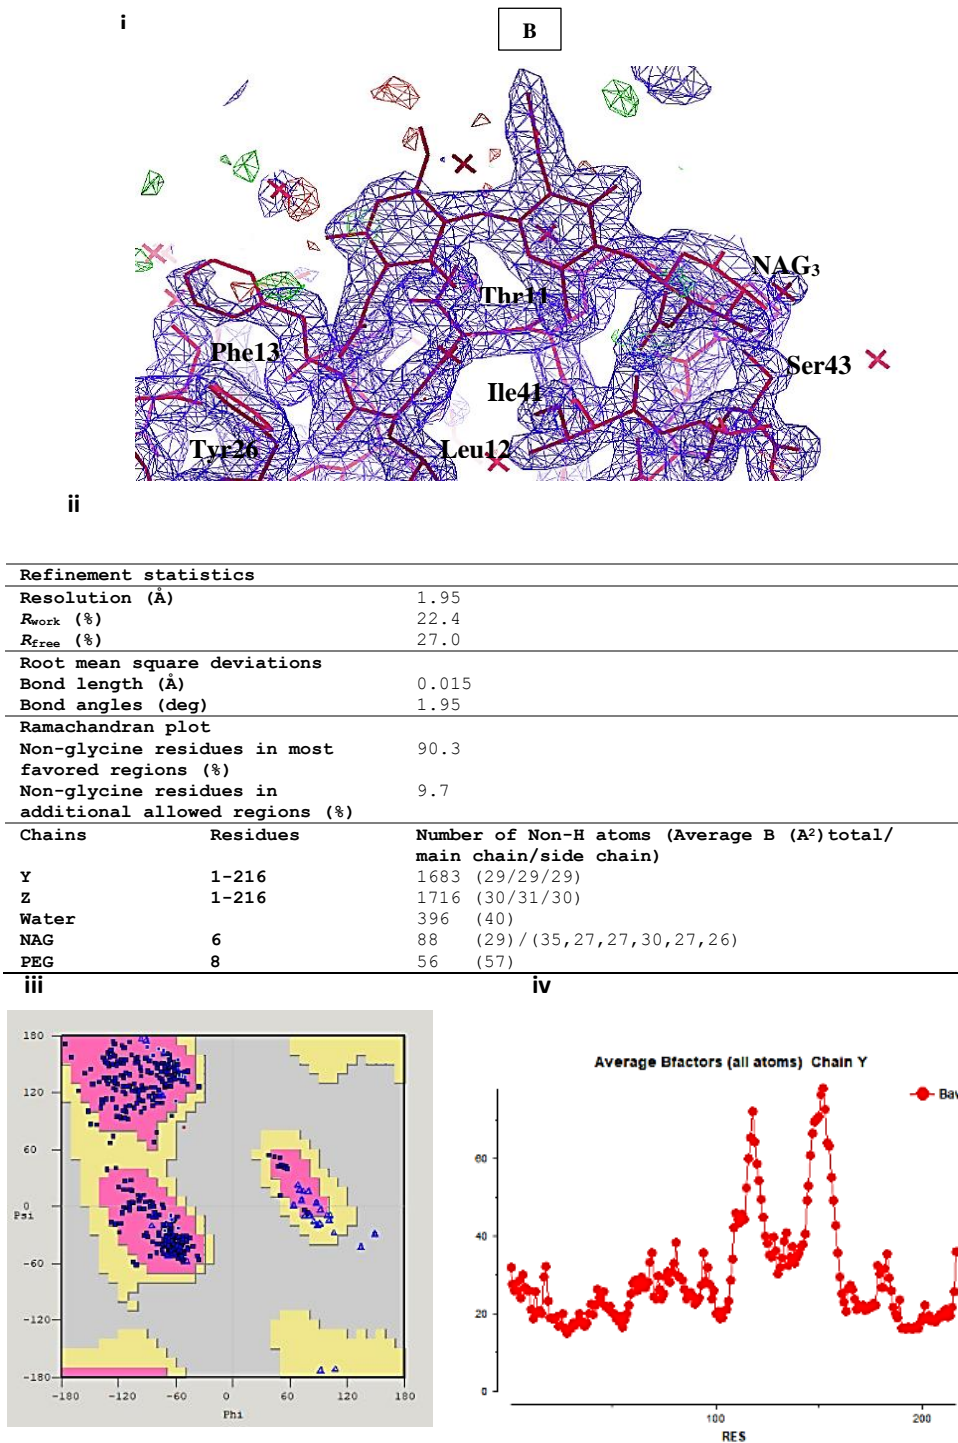 i
B
NAG₃
Thr11
Phe13
Ser43
Ile41
Tyr26
Leu12
ii
Refinement statistics
Resolution (Å) 1.95
Rwork (%) 22.4
Rfree (%) 27.0
Root mean square deviations
Bond length (Å) 0.015
Bond angles (deg) 1.95
Ramachandran plot
Non-glycine residues in most 90.3
favored regions (%)
Non-glycine residues in 9.7
additional allowed regions (%)
Chains Residues Number of Non-H atoms (Average B (A²)total/
main chain/side chain)
Y 1-216 1683 (29/29/29)
Z 1-216 1716 (30/31/30)
Water 396 (40)
NAG 6 88 (29)/(35,27,27,30,27,26)
PEG 8 56 (57)
iii
iv
180
120
60
0
Psi
-60
-120
-180
-180 -120 -60 0 60 120 180
Phi
Average Bfactors (all atoms) Chain Y
Bav
60
40
20
0
100 200
RES